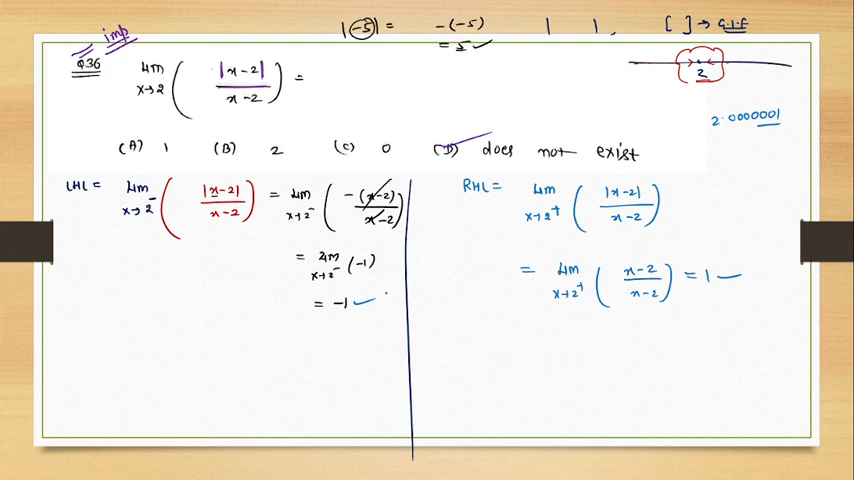 |-5| = -(-5) | |, [ ] → G.I.F
= 5 ✓
imp
Q36 lim x→2 ( |x-2| / x-2 ) =
2
2.0000001
(A) 1 (B) 2 (C) 0 (D) does not exist
LHL = lim x→2⁻ ( |x-2| / x-2 ) = lim x→2⁻ ( -(x-2) / x-2 )
= lim x→2⁻ (-1)
= -1 ✓
RHL = lim x→2⁺ ( |x-2| / x-2 )
= lim x→2⁺ ( x-2 / x-2 ) = 1